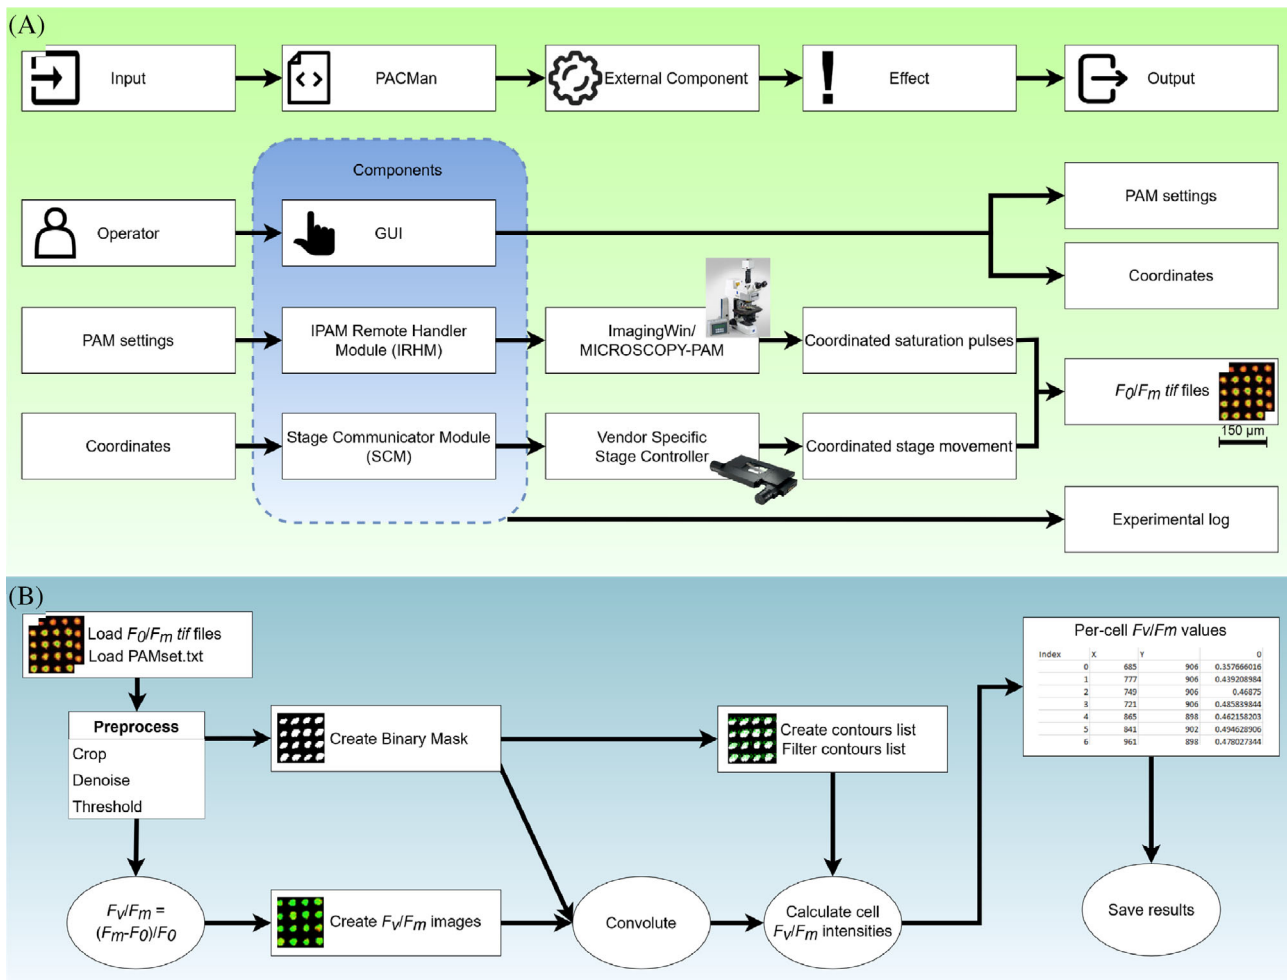 (A)
Input
PACMan
External Component
Effect
Output
Components
Operator
GUI
PAM settings
Coordinates
PAM settings
IPAM Remote Handler
Module (IRHM)
ImagingWin/
MICROSCOPY-PAM
Coordinated saturation pulses
F0/Fm tif files
150 µm
Coordinates
Stage Communicator Module
(SCM)
Vendor Specific
Stage Controller
Coordinated stage movement
Experimental log
(B)
Load F0/Fm tif files
Load PAMset.txt
Preprocess
Crop
Denoise
Threshold
Create Binary Mask
Create contours list
Filter contours list
Per-cell Fv/Fm values
Index X Y 0
0 685 906 0.357666016
1 777 906 0.439208984
2 749 906 0.46875
3 721 906 0.485839844
4 865 898 0.462158203
5 841 902 0.494628906
6 961 898 0.478027344
Fv/Fm =
(Fm-F0)/F0
Create Fv/Fm images
Convolute
Calculate cell
Fv/Fm intensities
Save results